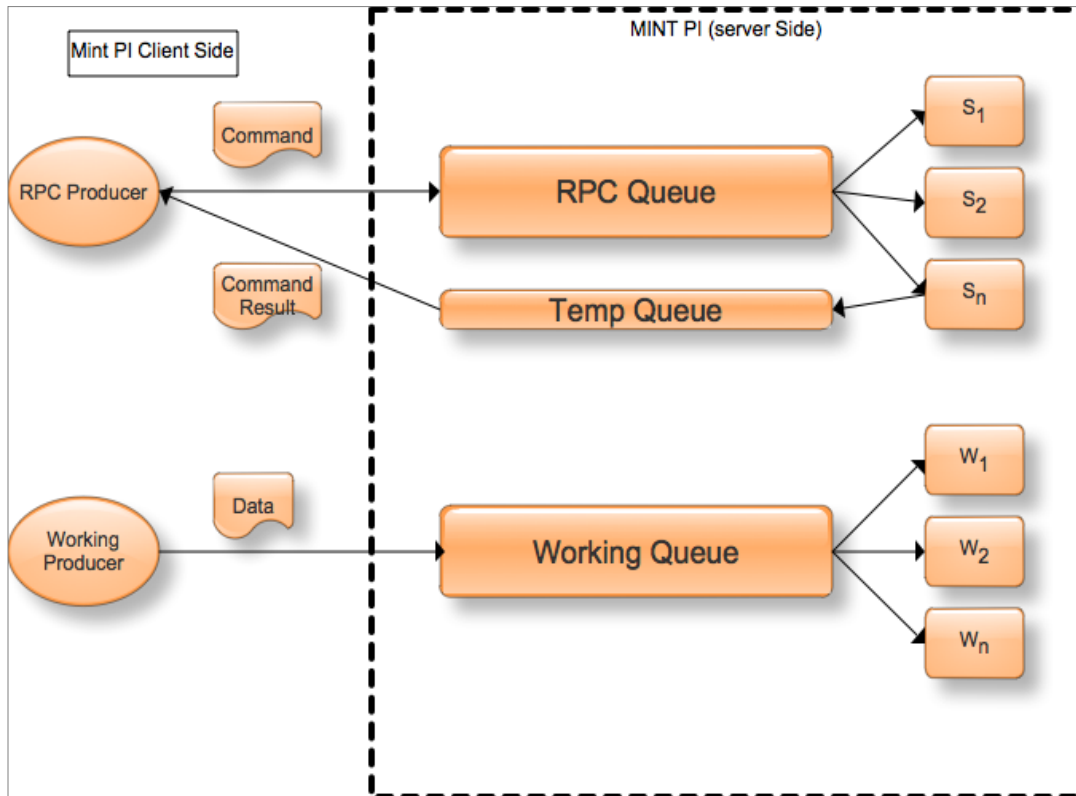 MINT PI (server Side)
Mint PI Client Side
Command
S1
RPC Producer
RPC Queue
S2
Command
Result
Temp Queue
Sn
W1
Data
Working
Producer
Working Queue
W2
Wn